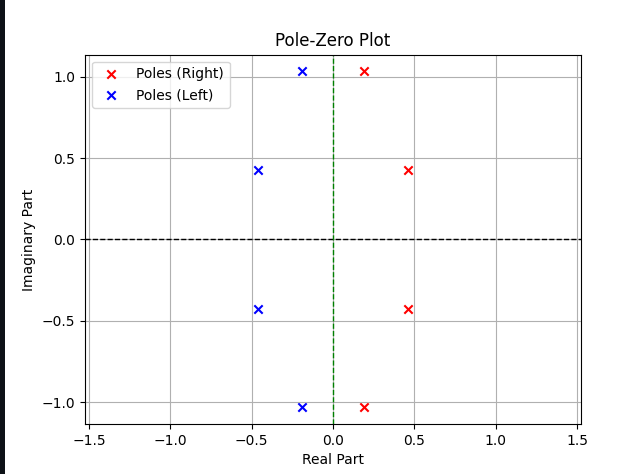 Pole-Zero Plot
Poles (Right)
Poles (Left)
1.0
0.5
0.0
−0.5
−1.0
Imaginary Part
−1.5 −1.0 −0.5 0.0 0.5 1.0 1.5
Real Part